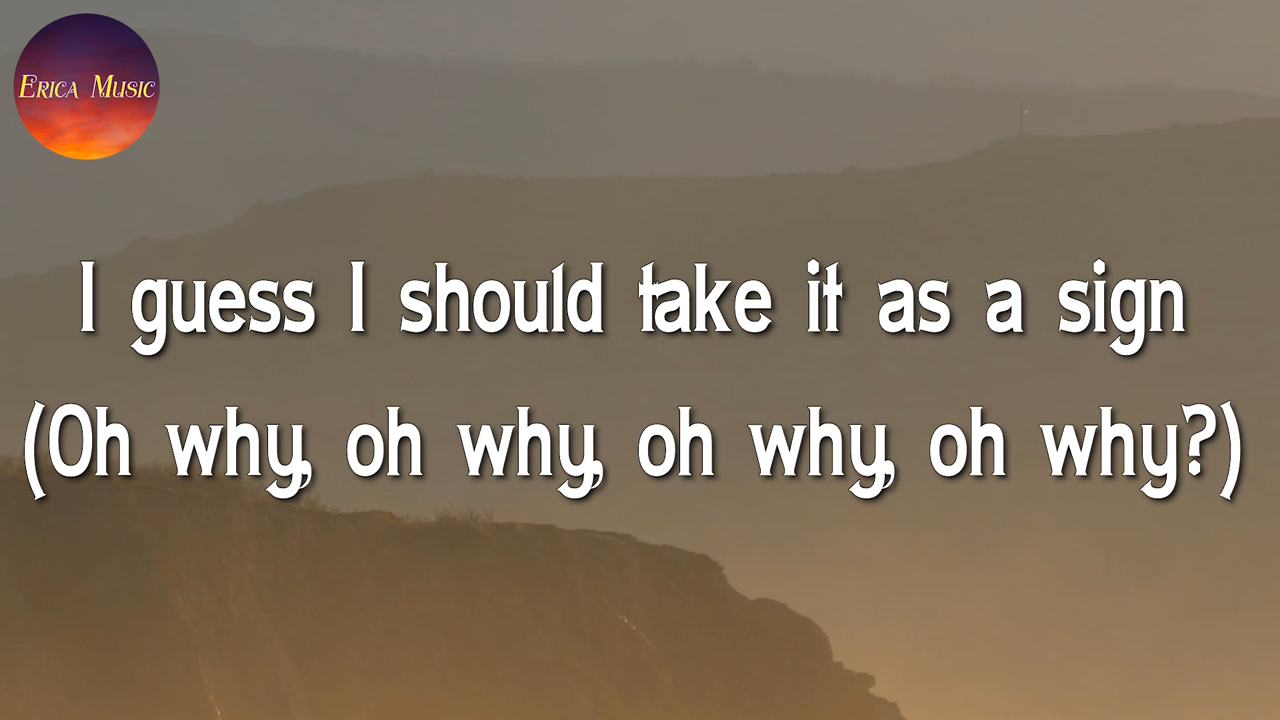 Erica Music
I guess I should take it as a sign
(Oh why, oh why, oh why, oh why?)